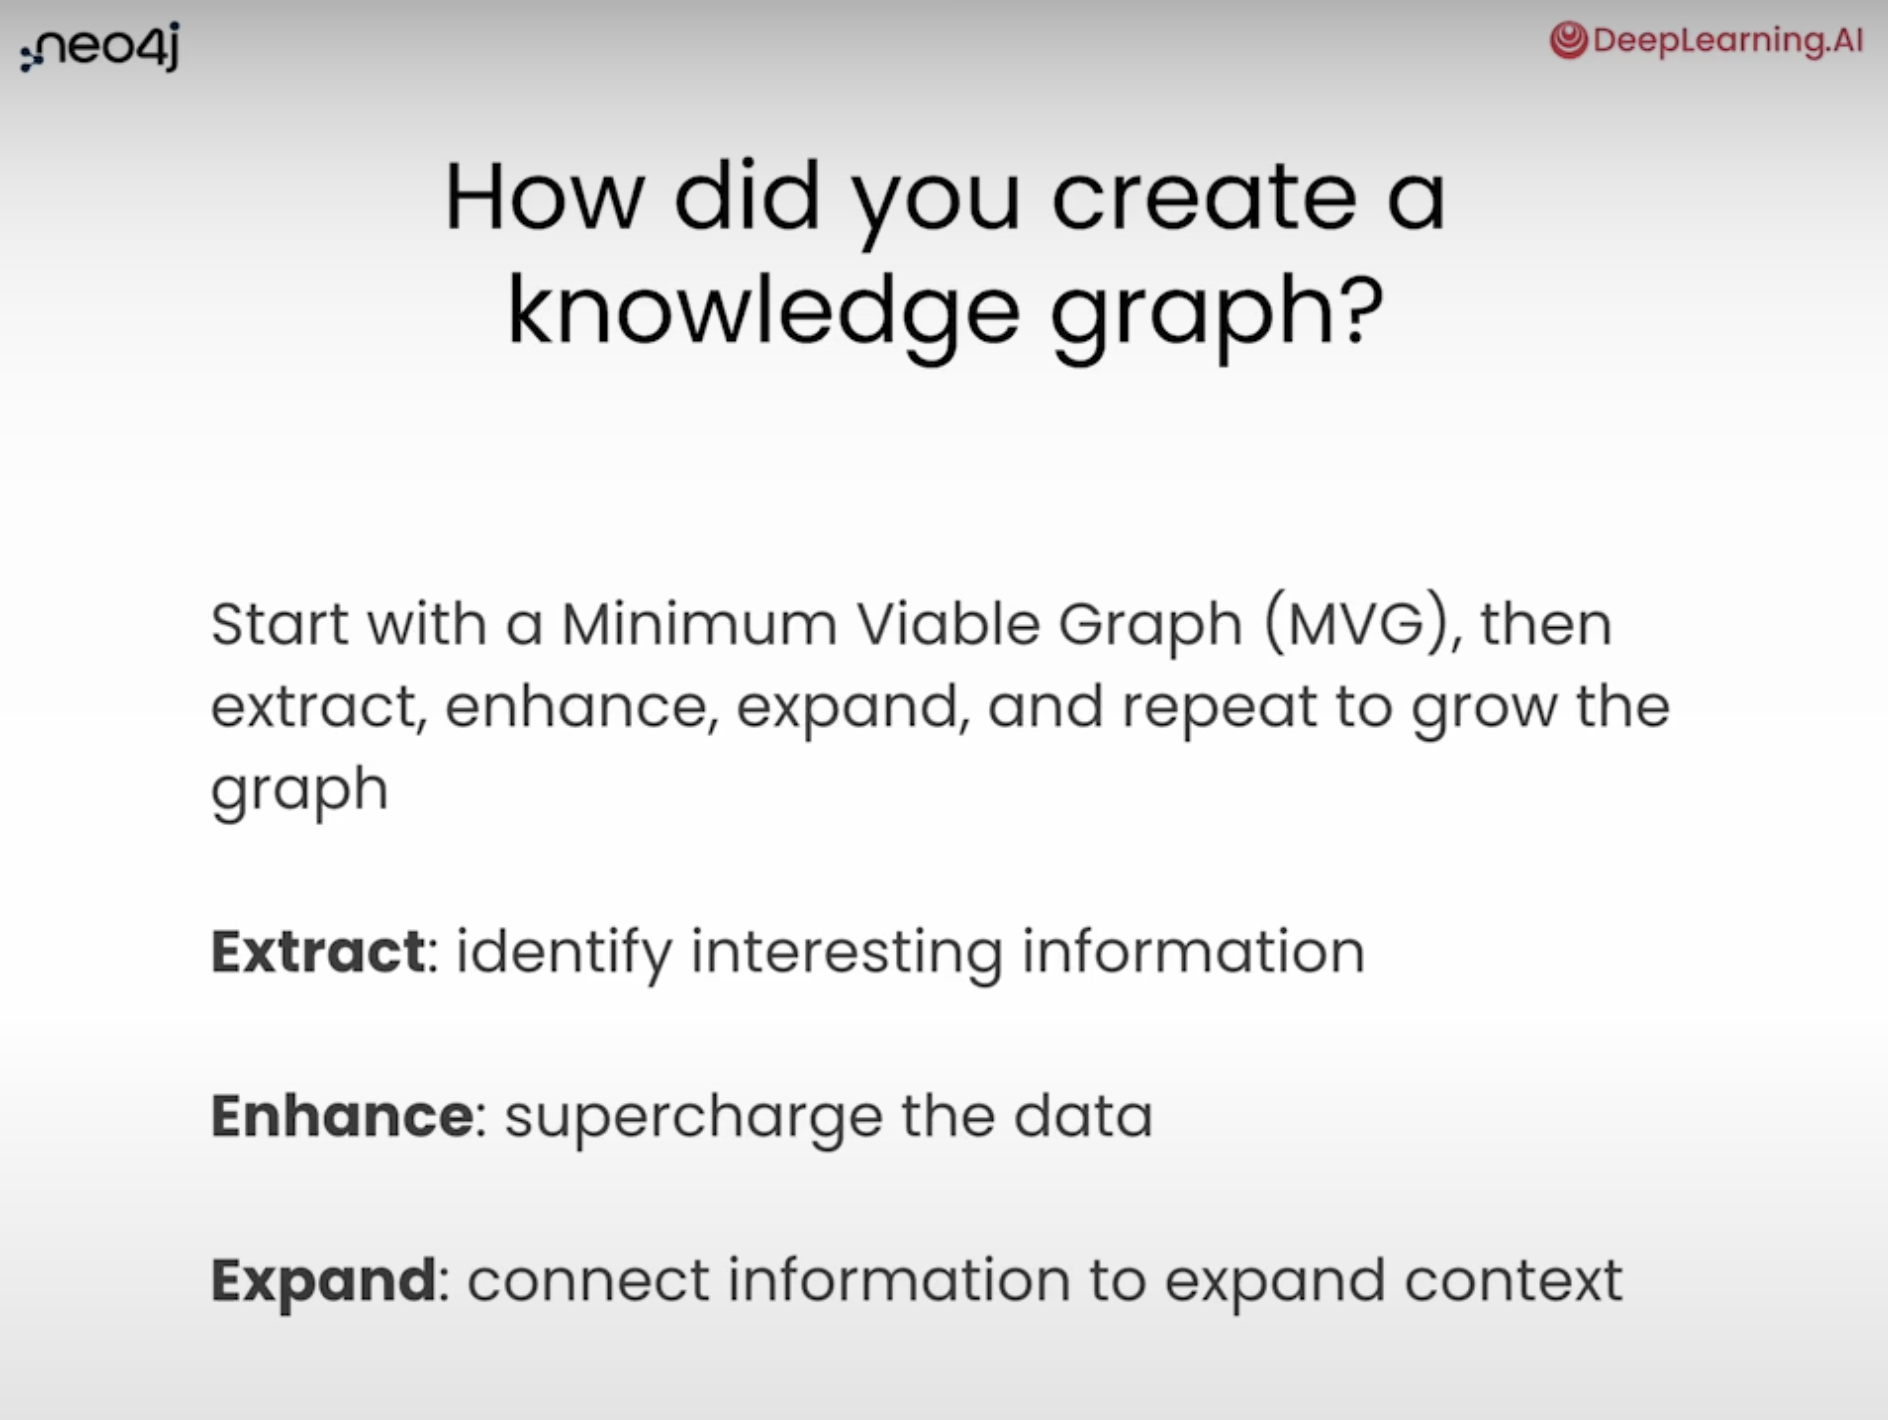 neo4j
DeepLearning.AI
How did you create a
knowledge graph?
Start with a Minimum Viable Graph (MVG), then
extract, enhance, expand, and repeat to grow the
graph
Extract: identify interesting information
Enhance: supercharge the data
Expand: connect information to expand context